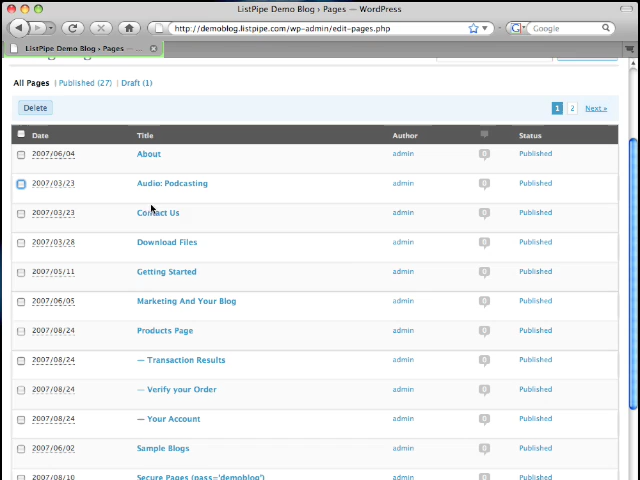 ListPipe Demo Blog › Pages — WordPress
http://demoblog.listpipe.com/wp-admin/edit-pages.php
Google
ListPipe Demo Blog › Pages — ...
All Pages | Published (27) | Draft (1)
Delete
1 2 Next »
Date Title Author Status
2007/06/04 About admin 0 Published
2007/03/23 Audio: Podcasting admin 0 Published
2007/03/23 Contact Us admin 0 Published
2007/03/28 Download Files admin 0 Published
2007/05/11 Getting Started admin 0 Published
2007/06/05 Marketing And Your Blog admin 0 Published
2007/08/24 Products Page admin 0 Published
2007/08/24 — Transaction Results admin 0 Published
2007/08/24 — Verify your Order admin 0 Published
2007/08/24 — Your Account admin 0 Published
2007/06/02 Sample Blogs admin 0 Published
2007/08/10 Secure Pages (pass='demoblog') admin 0 Published